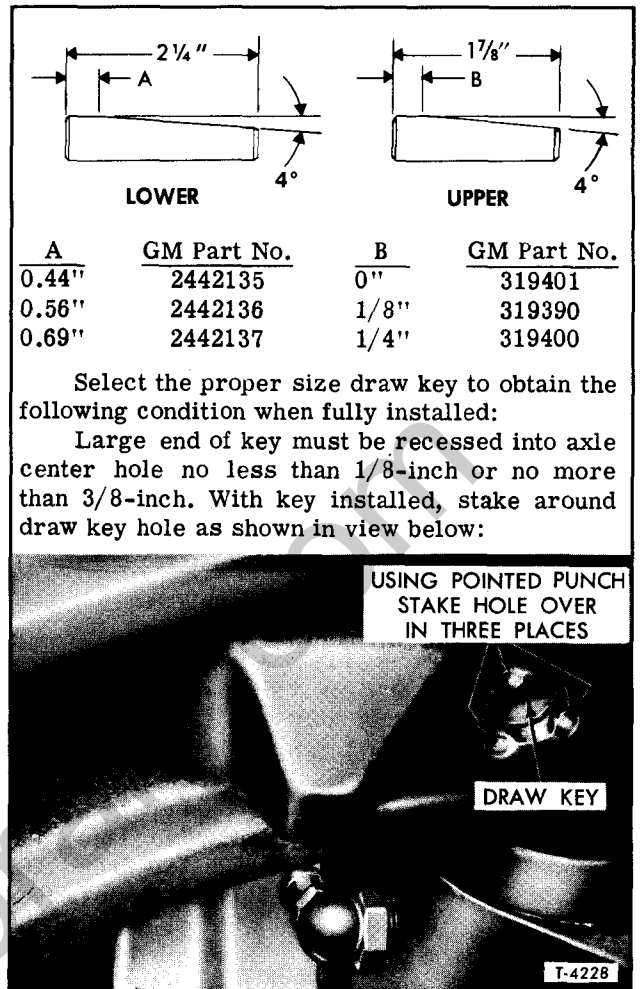 2 1/4" 1 7/8"
A B
4° 4°
LOWER UPPER
A GM Part No. B GM Part No.
0.44" 2442135 0" 319401
0.56" 2442136 1/8" 319390
0.69" 2442137 1/4" 319400
Select the proper size draw key to obtain the
following condition when fully installed:
Large end of key must be recessed into axle
center hole no less than 1/8-inch or no more
than 3/8-inch. With key installed, stake around
draw key hole as shown in view below:
USING POINTED PUNCH
STAKE HOLE OVER
IN THREE PLACES
DRAW KEY
T-4228